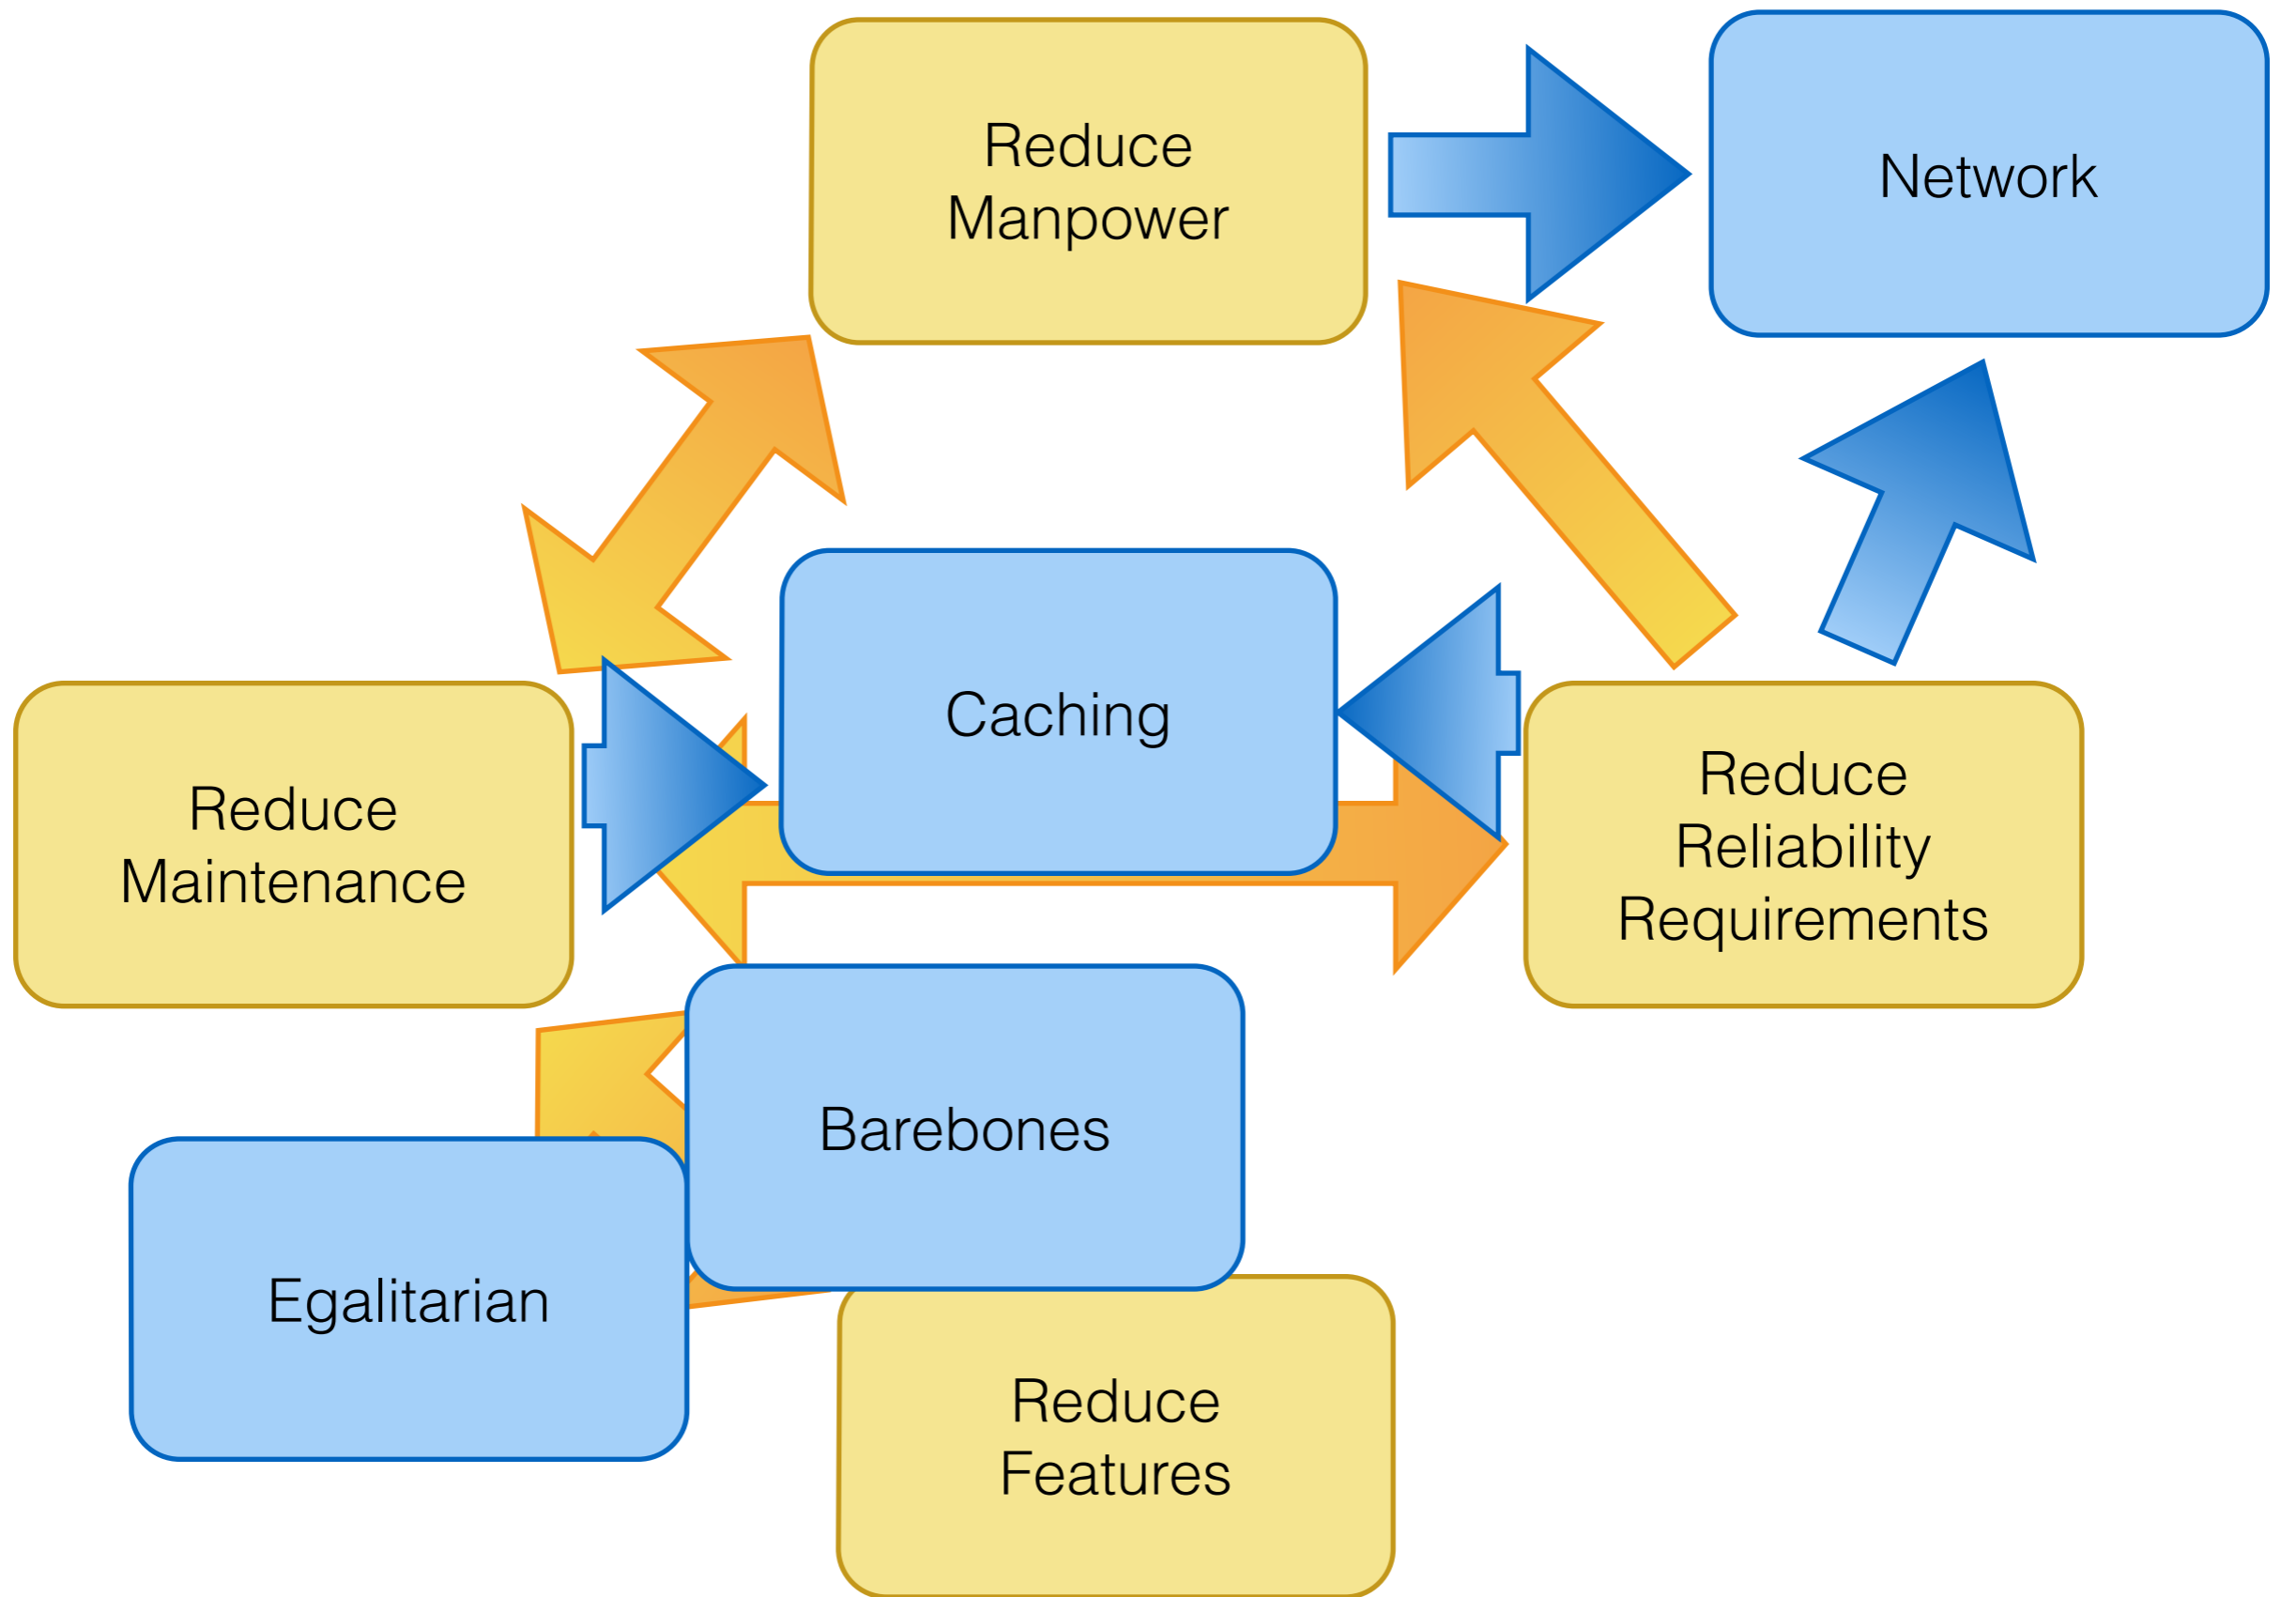 Reduce
Manpower
Network
Caching
Reduce
Maintenance
Reduce
Reliability
Requirements
Barebones
Egalitarian
Reduce
Features